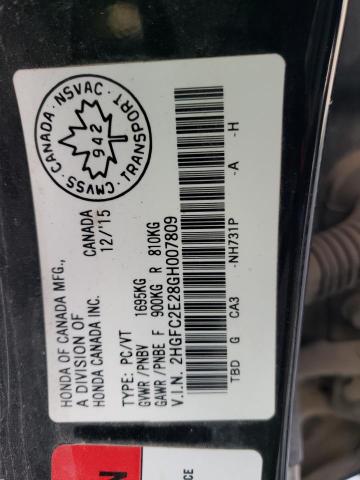 HONDA OF CANADA MFG.,
A DIVISION OF
HONDA CANADA INC.
CANADA
12/'15
TYPE: PC/VT
GVWR/PNBV 1695KG
GAWR/PNBE F 900KG R 810KG
V.I.N. 2HGFC2E28GH007809
TBD G CA3 -NH731P -A -H
CMVSS · CANADA · NSVAC · TRANSPORT
942